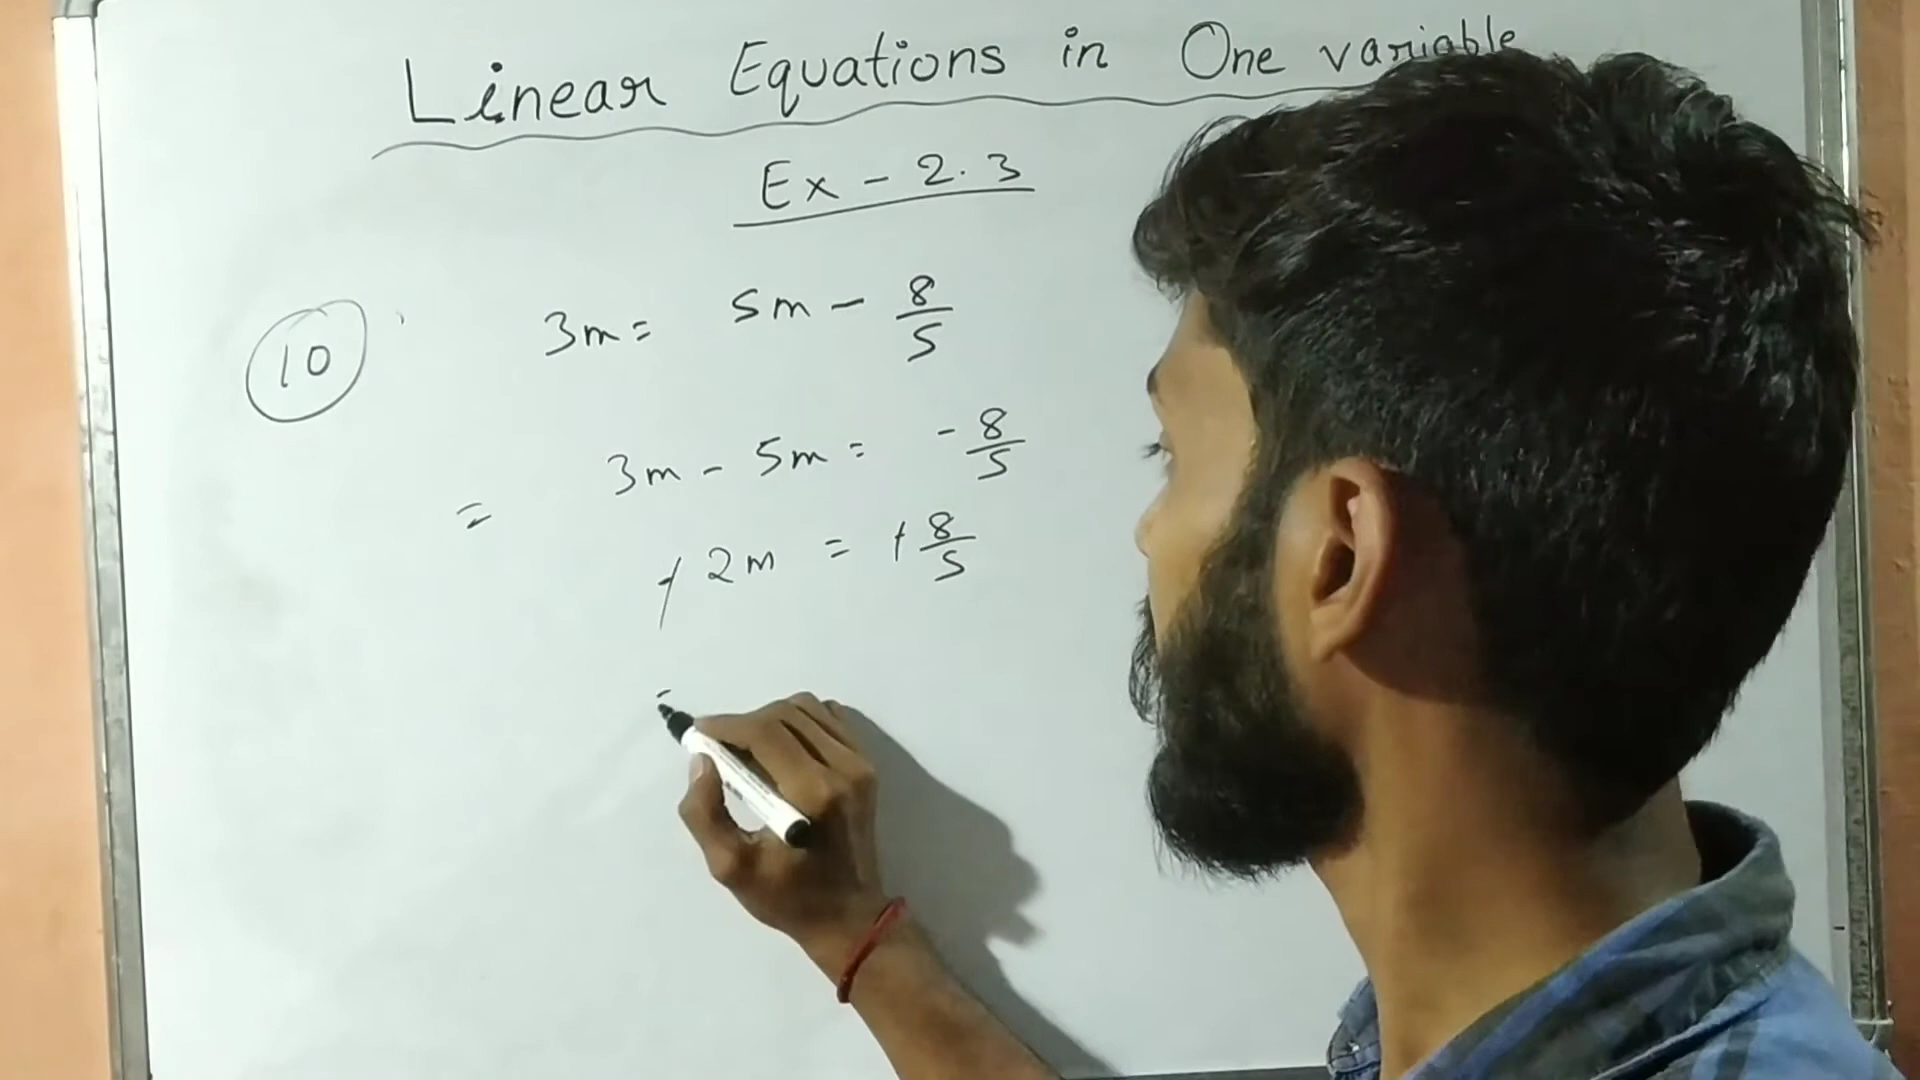 Linear Equations in One variable
Ex - 2.3
10 3m = 5m - 8/5
3m - 5m = - 8/5
=
- 2m = + 8/5
=